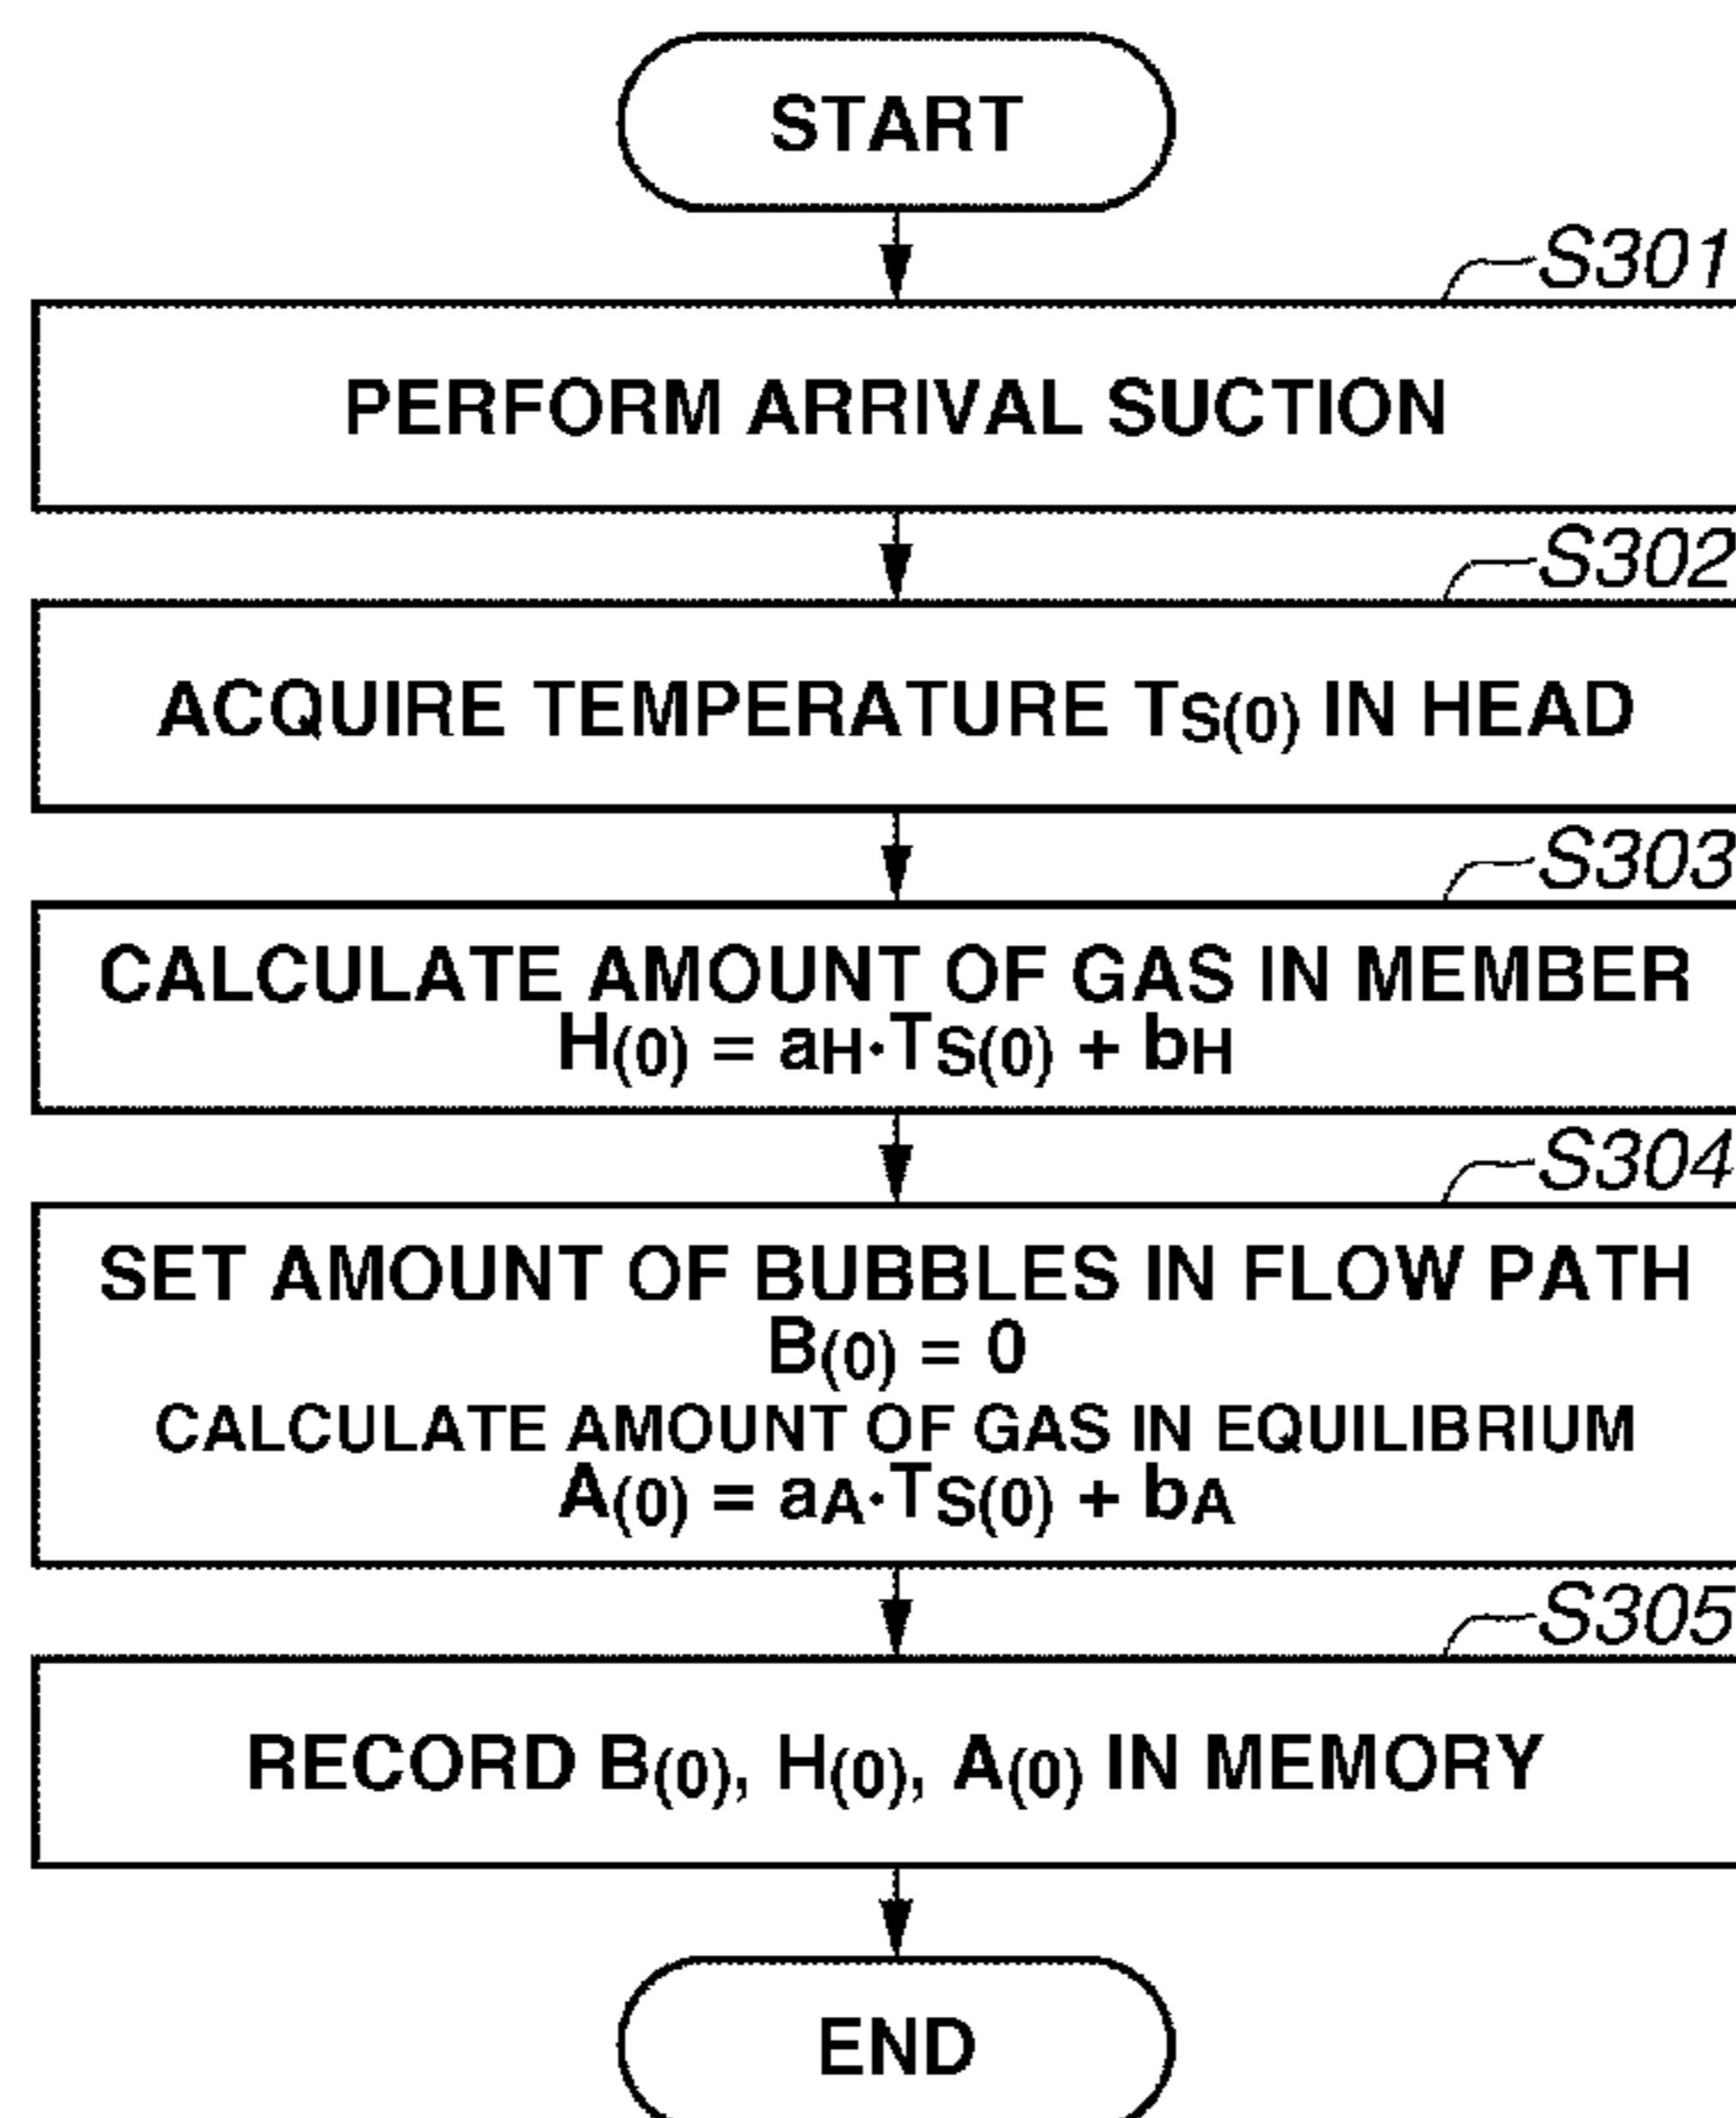 START
S301
PERFORM ARRIVAL SUCTION
S302
ACQUIRE TEMPERATURE TS(0) IN HEAD
S303
CALCULATE AMOUNT OF GAS IN MEMBER
H(0) = aH·TS(0) + bH
S304
SET AMOUNT OF BUBBLES IN FLOW PATH
B(0) = 0
CALCULATE AMOUNT OF GAS IN EQUILIBRIUM
A(0) = aA·TS(0) + bA
S305
RECORD B(0), H(0), A(0) IN MEMORY
END